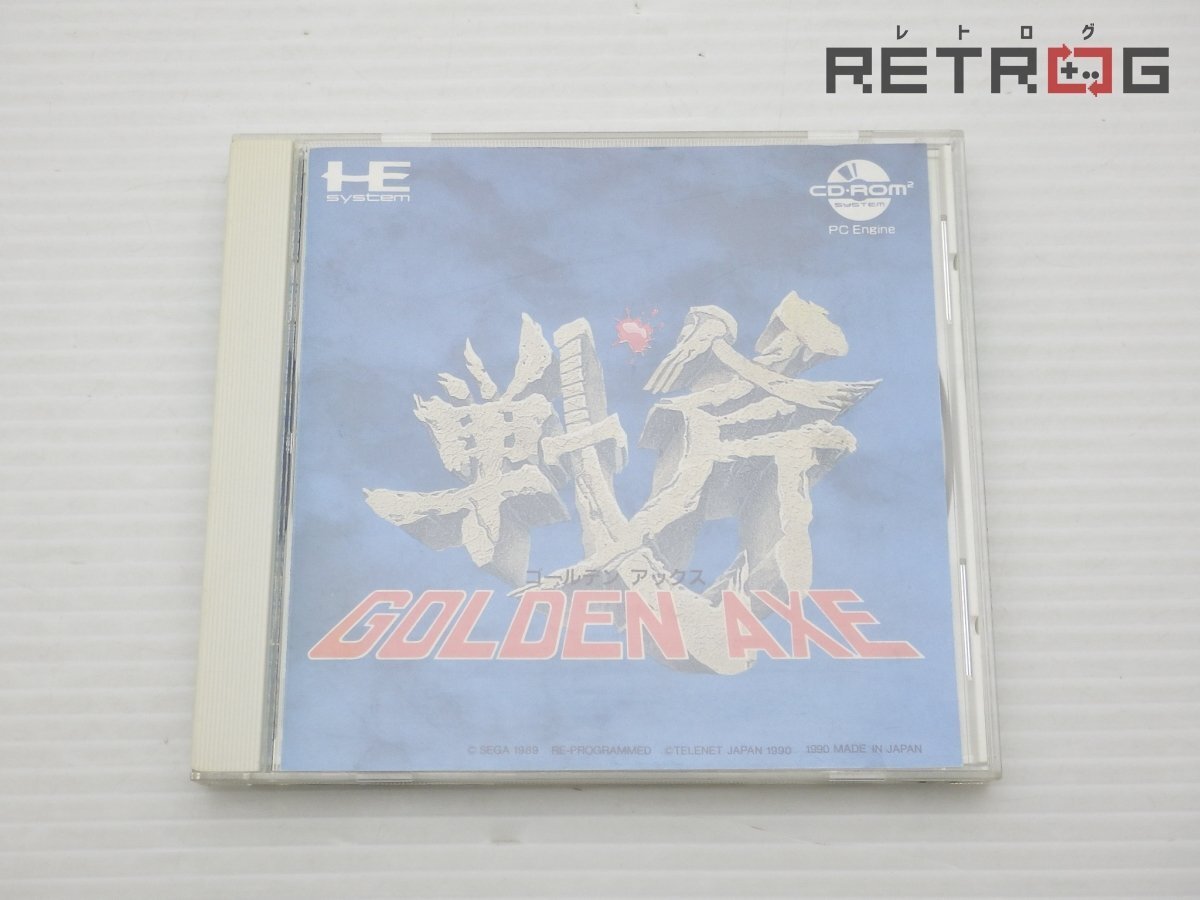 レトログ
RETROG
HE
system
CD-ROM²
SYSTEM
PC Engine
戦斧
ゴールデン アックス
GOLDEN AXE
© SEGA 1989 RE-PROGRAMMED © TELENET JAPAN 1990 1990 MADE IN JAPAN